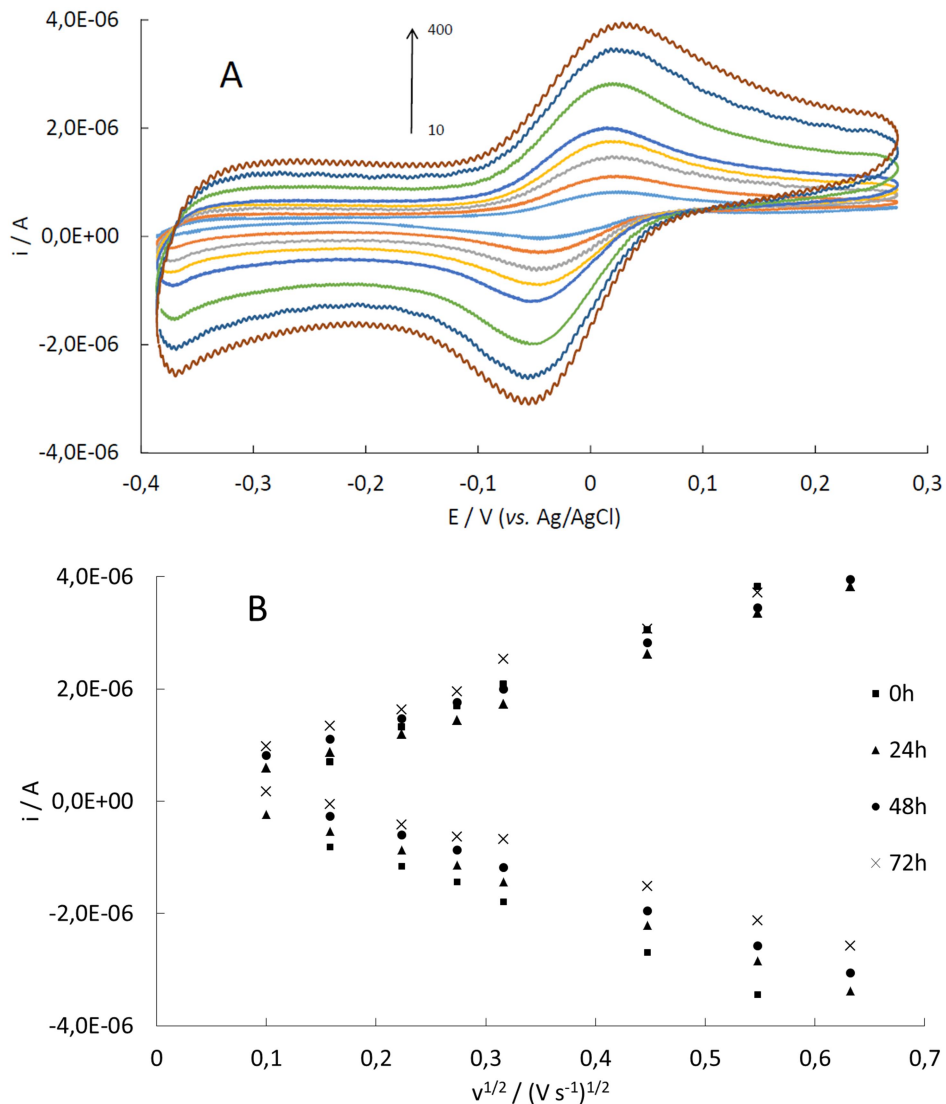 4,0E-06
400
A
10
2,0E-06
0,0E+00
-2,0E-06
-4,0E-06
i / A
-0,4 -0,3 -0,2 -0,1 0 0,1 0,2 0,3
E / V (vs. Ag/AgCl)
4,0E-06
B
2,0E-06
0h
24h
0,0E+00
48h
72h
-2,0E-06
-4,0E-06
i / A
0 0,1 0,2 0,3 0,4 0,5 0,6 0,7
v^1/2 / (V s^-1)^1/2